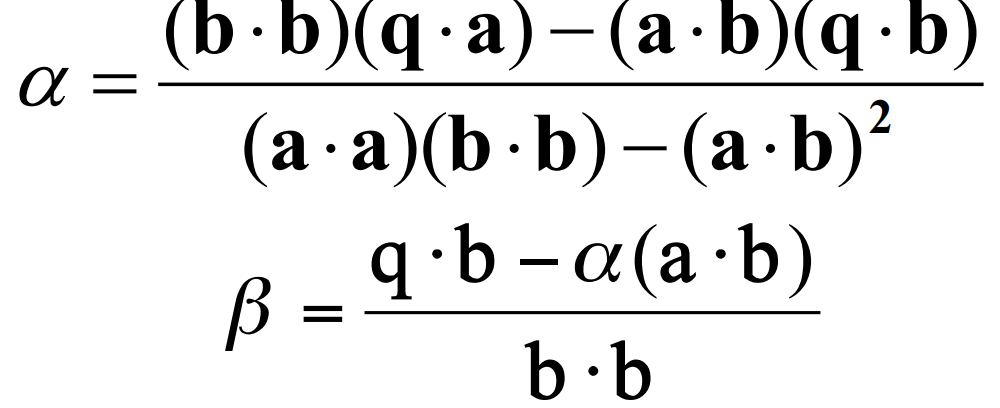 α = (b · b)(q · a) − (a · b)(q · b)
(a · a)(b · b) − (a · b)²
β = q · b − α(a · b)
b · b